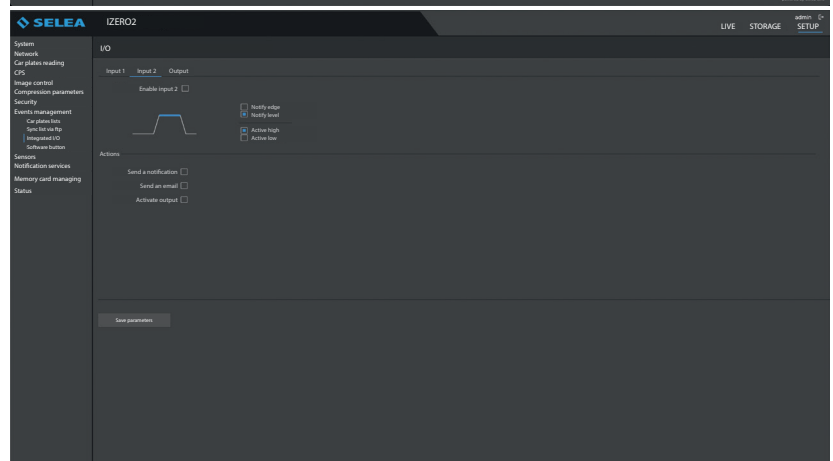 SELEA
IZERO2
admin
LIVE STORAGE SETUP
System
Network
Car plates reading
CPS
Image control
Compression parameters
Security
Events management
Car plates lists
Sync list via ftp
Integrated I/O
Software button
Sensors
Notification services
Memory card managing
Status
I/O
Input 1 Input 2 Output
Enable input 2
Notify edge
Notify level
Active high
Active low
Actions
Send a notification
Send an email
Activate output
Save parameters